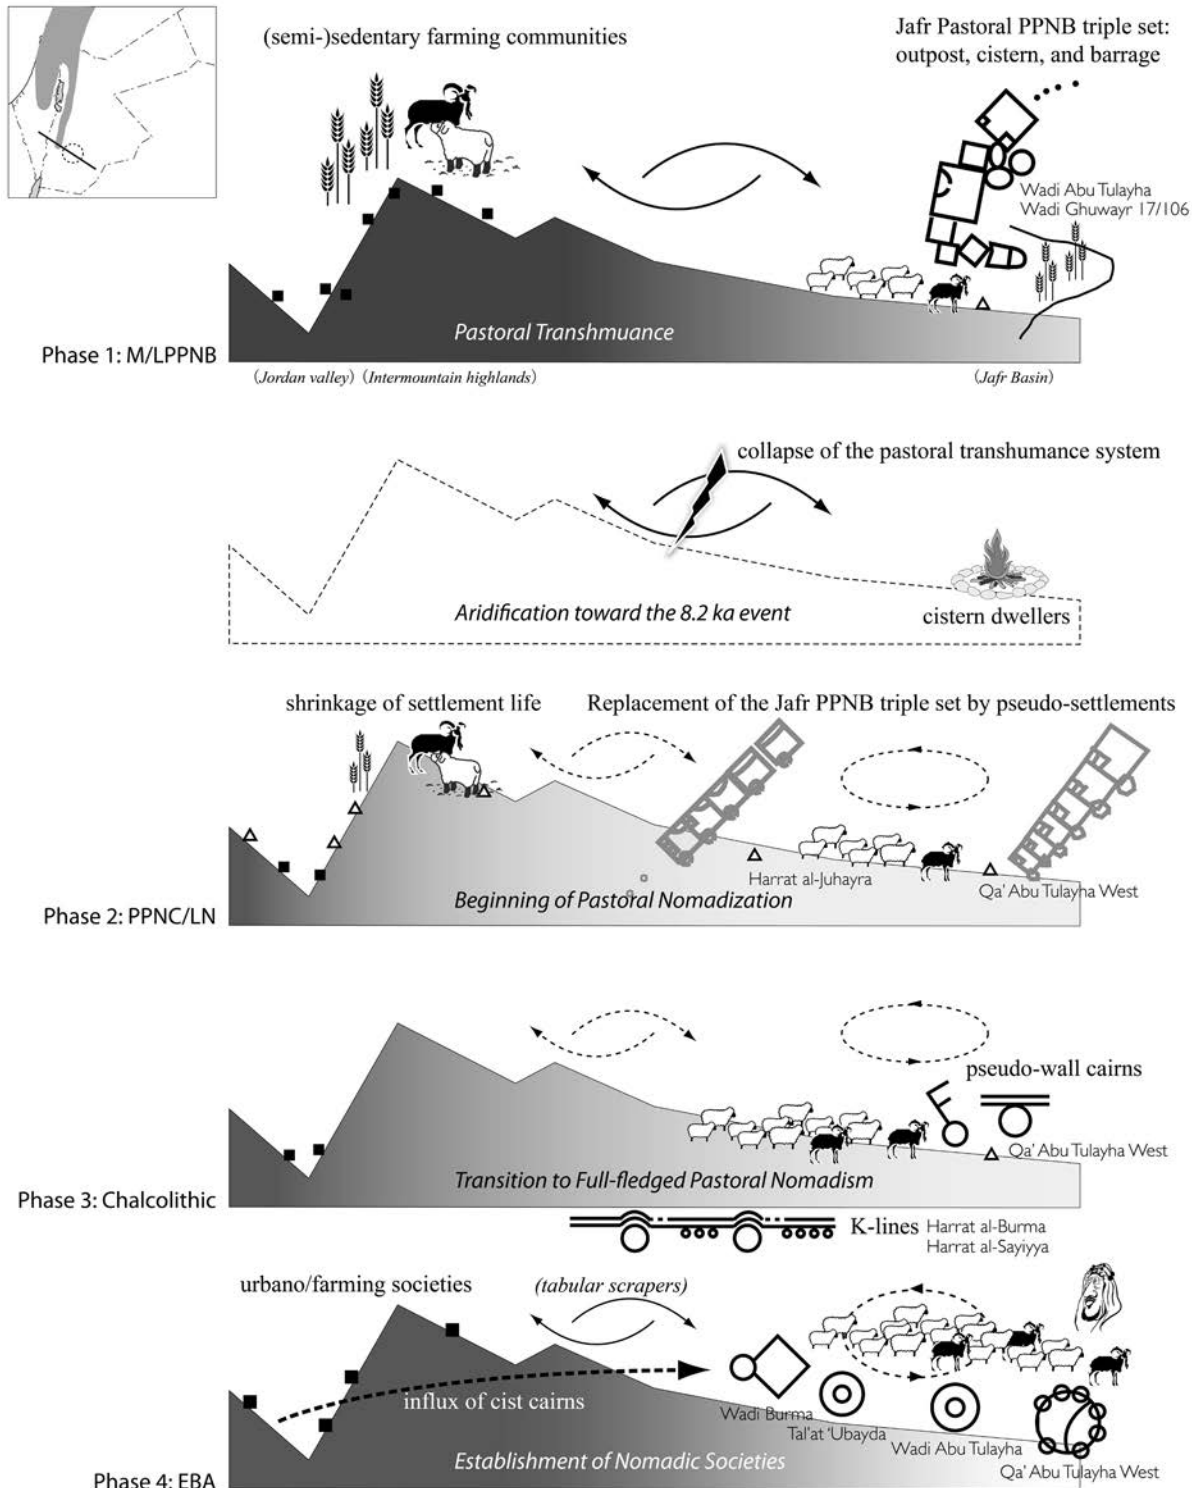 (semi-)sedentary farming communities
Jafr Pastoral PPNB triple set:
outpost, cistern, and barrage
Wadi Abu Tulayha
Wadi Ghuwayr 17/106
Pastoral Transhmuance
Phase 1: M/LPPNB
(Jordan valley) (Intermountain highlands)
(Jafr Basin)
collapse of the pastoral transhumance system
Aridification toward the 8.2 ka event
cistern dwellers
shrinkage of settlement life
Replacement of the Jafr PPNB triple set by pseudo-settlements
Harrat al-Juhayra
Qa' Abu Tulayha West
Beginning of Pastoral Nomadization
Phase 2: PPNC/LN
pseudo-wall cairns
Qa' Abu Tulayha West
Transition to Full-fledged Pastoral Nomadism
Phase 3: Chalcolithic
K-lines
Harrat al-Burma
Harrat al-Sayiyya
urbano/farming societies
(tabular scrapers)
influx of cist cairns
Wadi Burma
Tal'at 'Ubayda
Wadi Abu Tulayha
Qa' Abu Tulayha West
Establishment of Nomadic Societies
Phase 4: EBA